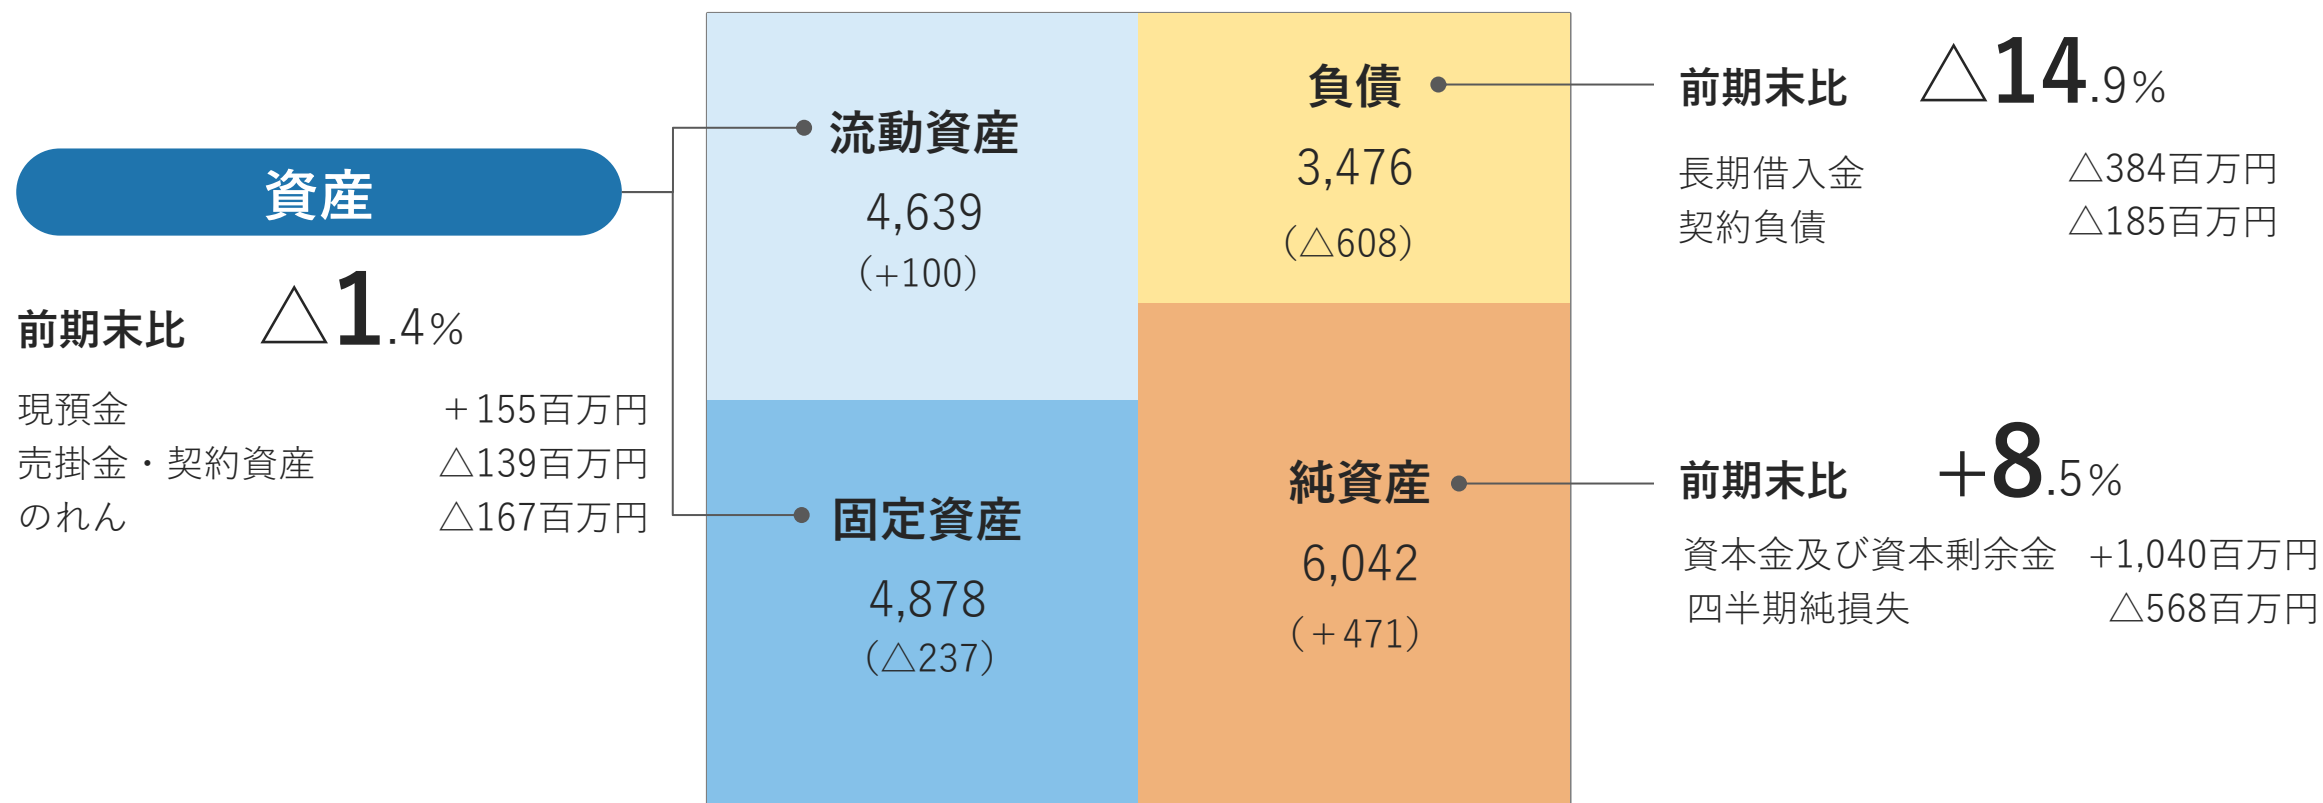 資産
前期末比 △1.4%
現預金 +155百万円
売掛金・契約資産 △139百万円
のれん △167百万円
流動資産
4,639
(+100)
固定資産
4,878
(△237)
負債
3,476
(△608)
純資産
6,042
(+471)
前期末比 △14.9%
長期借入金 △384百万円
契約負債 △185百万円
前期末比 +8.5%
資本金及び資本剰余金 +1,040百万円
四半期純損失 △568百万円